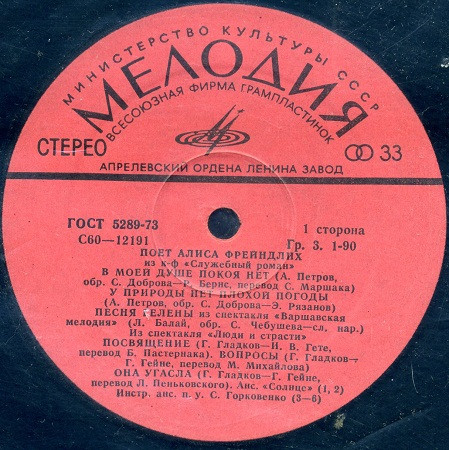 МИНИСТЕРСТВО КУЛЬТУРЫ СССР
МЕЛОДИЯ
ВСЕСОЮЗНАЯ ФИРМА ГРАМПЛАСТИНОК
СТЕРЕО
33
АПРЕЛЕВСКИЙ ОРДЕНА ЛЕНИНА ЗАВОД
ГОСТ 5289-73
1 сторона
С60—12191
Гр. 3. 1-90
ПОЕТ АЛИСА ФРЕЙНДЛИХ
из к-ф «Служебный роман»
В МОЕЙ ДУШЕ ПОКОЯ НЕТ (А. Петров,
обр. С. Доброва—Р. Бернс, перевод С. Маршака)
У ПРИРОДЫ НЕТ ПЛОХОЙ ПОГОДЫ
(А. Петров, обр. С. Доброва—Э. Рязанов)
ПЕСНЯ ГЕЛЕНЫ из спектакля «Варшавская
мелодия» (Л. Балай, обр. С. Чебушева—сл. нар.)
Из спектакля «Люди и страсти»
ПОСВЯЩЕНИЕ (Г. Гладков—И. В. Гете,
перевод Б. Пастернака). ВОПРОСЫ (Г. Гладков—
Г. Гейне, перевод М. Михайлова)
ОНА УГАСЛА (Г. Гладков—Г. Гейне,
перевод Л. Пеньковского). Анс. «Солнце» (1, 2)
Инстр. анс. п. у. С. Горковенко (3—6)